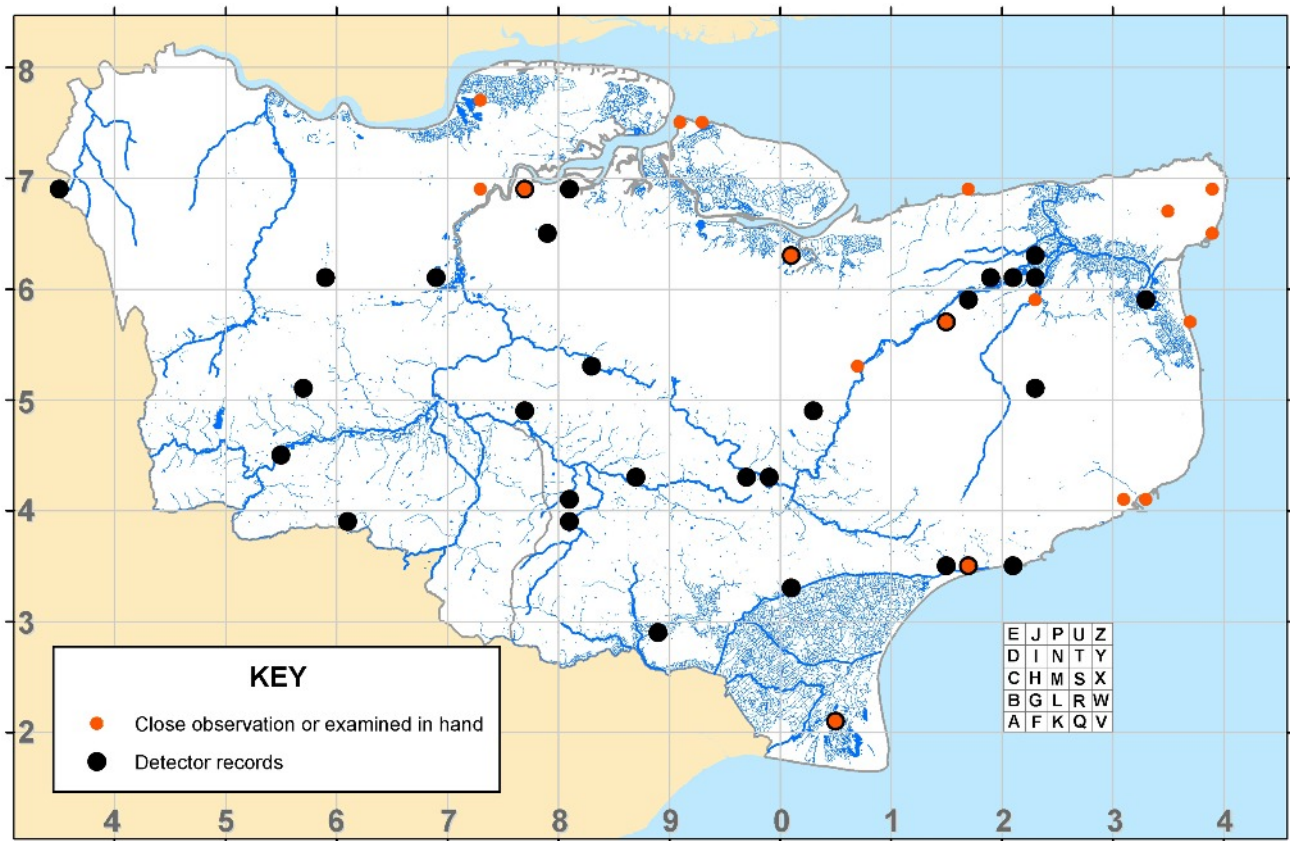 8
7
6
5
4
3
2
E J P U Z
D I N T Y
C H M S X
B G L R W
A F K Q V
KEY
Close observation or examined in hand
Detector records
4 5 6 7 8 9 0 1 2 3 4